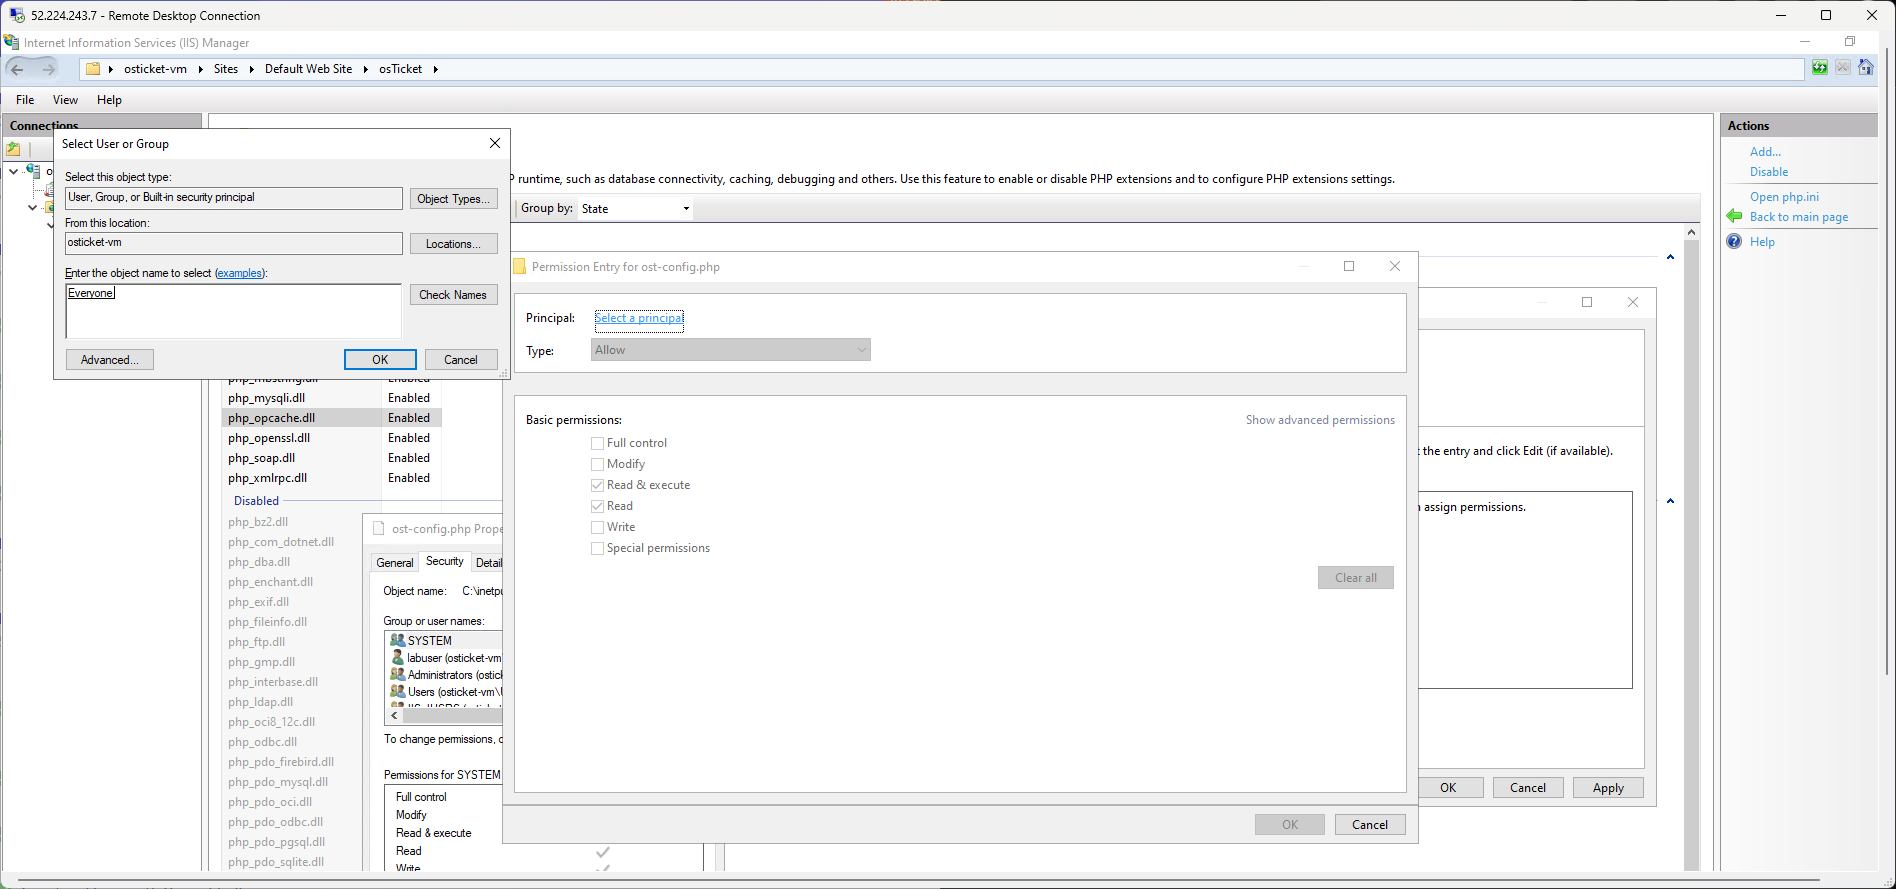 52.224.243.7 - Remote Desktop Connection
Internet Information Services (IIS) Manager
osticket-vm Sites Default Web Site osTicket
File View Help
Connections
Actions
Add...
Disable
Open php.ini
Back to main page
Help
Select User or Group
Select this object type:
User, Group, or Built-in security principal
Object Types...
From this location:
osticket-vm
Locations...
Enter the object name to select (examples):
Everyone
Check Names
Advanced...
OK
Cancel
runtime, such as database connectivity, caching, debugging and others. Use this feature to enable or disable PHP extensions and to configure PHP extensions settings.
Group by: State
Permission Entry for ost-config.php
Principal: Select a principal
Type: Allow
Basic permissions:
Show advanced permissions
Full control
Modify
Read & execute
Read
Write
Special permissions
Clear all
OK
Cancel
the entry and click Edit (if available).
assign permissions.
OK
Cancel
Apply
php_mbstring.dll Enabled
php_mysqli.dll Enabled
php_opcache.dll Enabled
php_openssl.dll Enabled
php_soap.dll Enabled
php_xmlrpc.dll Enabled
Disabled
php_bz2.dll
php_com_dotnet.dll
php_dba.dll
php_enchant.dll
php_exif.dll
php_fileinfo.dll
php_ftp.dll
php_gmp.dll
php_interbase.dll
php_ldap.dll
php_oci8_12c.dll
php_odbc.dll
php_pdo_firebird.dll
php_pdo_mysql.dll
php_pdo_oci.dll
php_pdo_odbc.dll
php_pdo_pgsql.dll
php_pdo_sqlite.dll
ost-config.php Prope
General Security Detail
Object name: C:\inetpu
Group or user names:
SYSTEM
labuser (osticket-vm
Administrators (ostick
Users (osticket-vm\
To change permissions, c
Permissions for SYSTEM
Full control
Modify
Read & execute
Read
Write